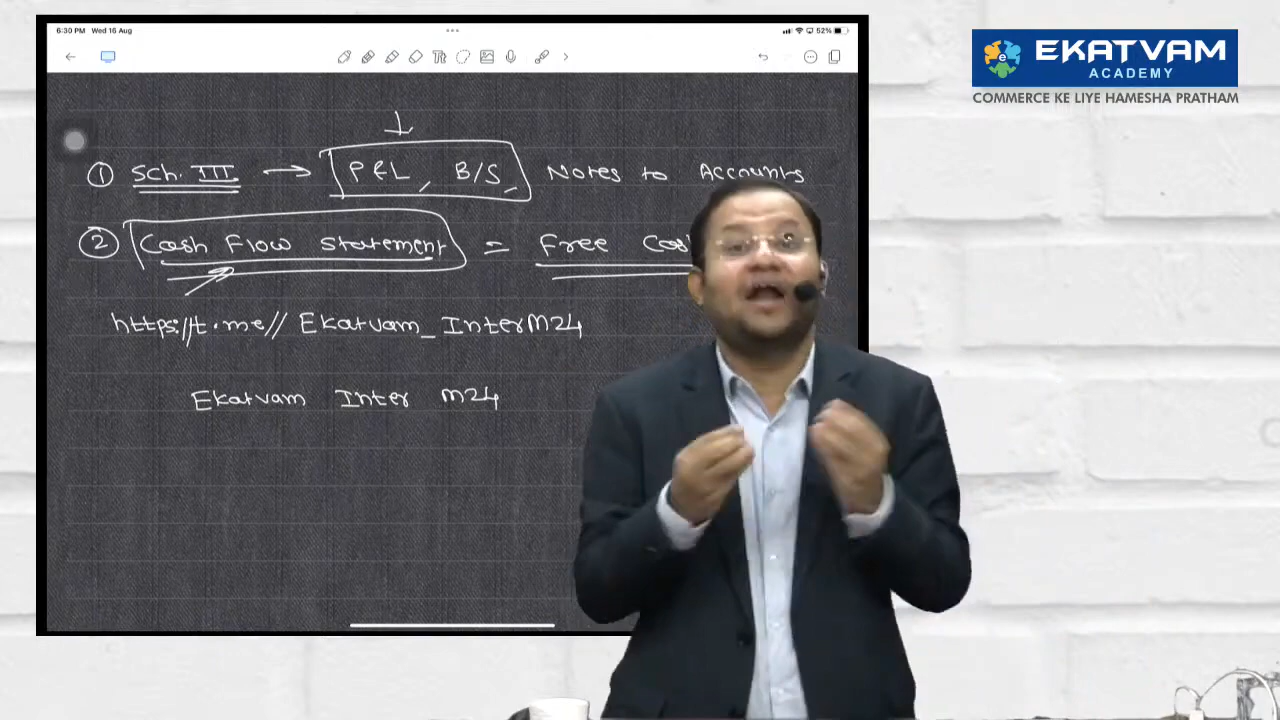 6:30 PM Wed 16 Aug
52%
EKATVAM
ACADEMY
COMMERCE KE LIYE HAMESHA PRATHAM
① Sch. III → P&L, B/S, Notes to Accounts
② Cash Flow Statement = Free Cas
https://t.me// Ekatvam_InterM24
Ekatvam Inter M24